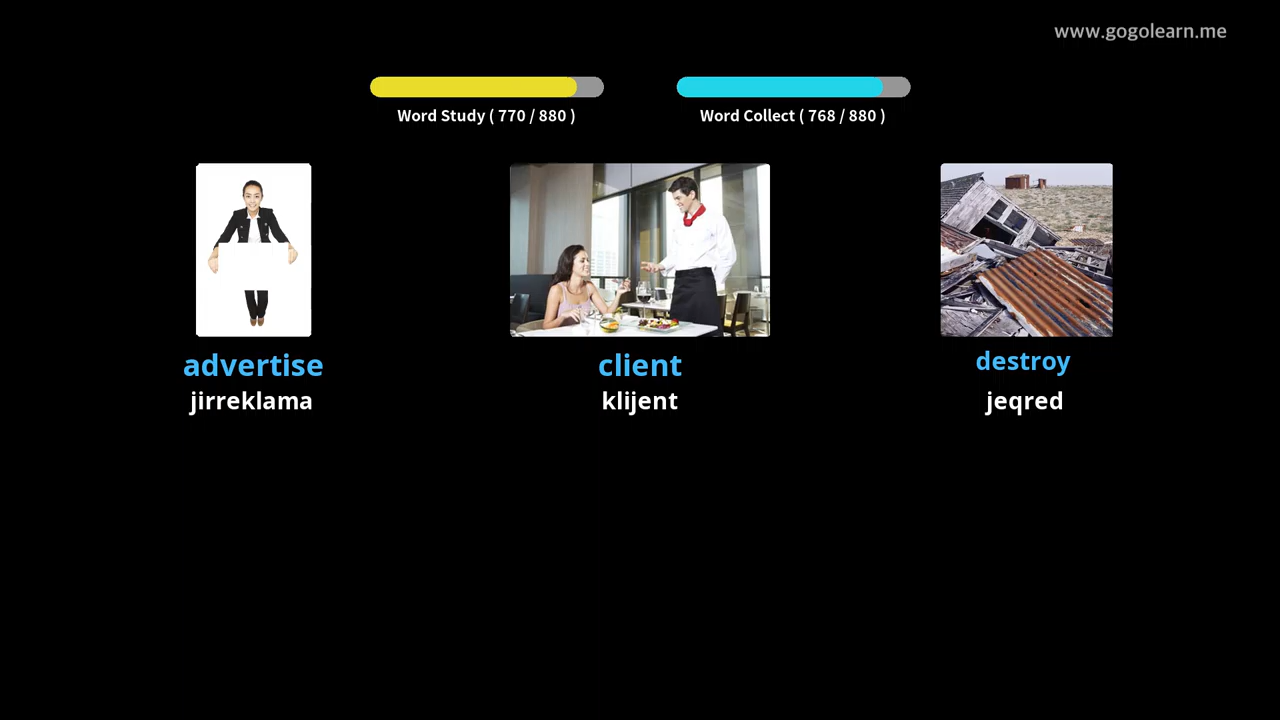 www.gogolearn.me
Word Study ( 770 / 880 )
Word Collect ( 768 / 880 )
advertise
jirreklama
client
klijent
destroy
jeqred